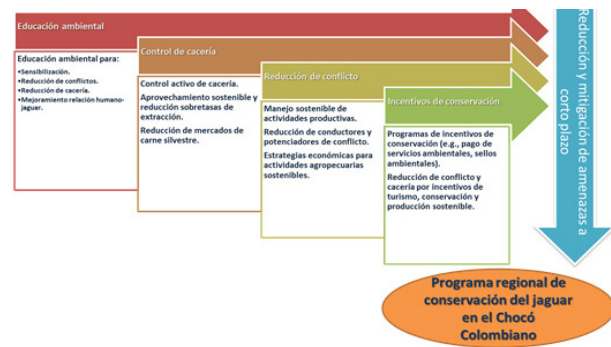 Educación ambiental
Educación ambiental para:
•Sensibilización.
•Reducción de conflictos.
•Reducción de cacería.
•Mejoramiento relación humano-
jaguar.
Control de cacería
Control activo de cacería.
Aprovechamiento sostenible y
reducción sobretasas de
extracción.
Reducción de mercados de
carne silvestre.
Reducción de conflicto
Manejo sostenible de
actividades productivas.
Reducción de conductores y
potenciadores de conflicto.
Estrategias económicas para
actividades agropecuarias
sostenibles.
Incentivos de conservación
Programas de incentivos de
conservación (e.g., pago de
servicios ambientales, sellos
ambientales).
Reducción de conflicto y
cacería por incentivos de
turismo, conservación y
producción sostenible.
Reducción y mitigación de amenazas a
corto plazo
Programa regional de
conservación del jaguar
en el Chocó
Colombiano